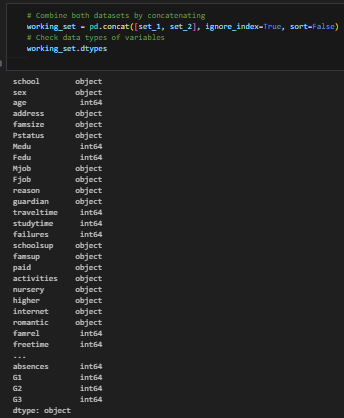 # Combine both datasets by concatenating
working_set = pd.concat([set_1, set_2], ignore_index=True, sort=False)
# Check data types of variables
working_set.dtypes
school object
sex object
age int64
address object
famsize object
Pstatus object
Medu int64
Fedu int64
Mjob object
Fjob object
reason object
guardian object
traveltime int64
studytime int64
failures int64
schoolsup object
famsup object
paid object
activities object
nursery object
higher object
internet object
romantic object
famrel int64
freetime int64
...
absences int64
G1 int64
G2 int64
G3 int64
dtype: object